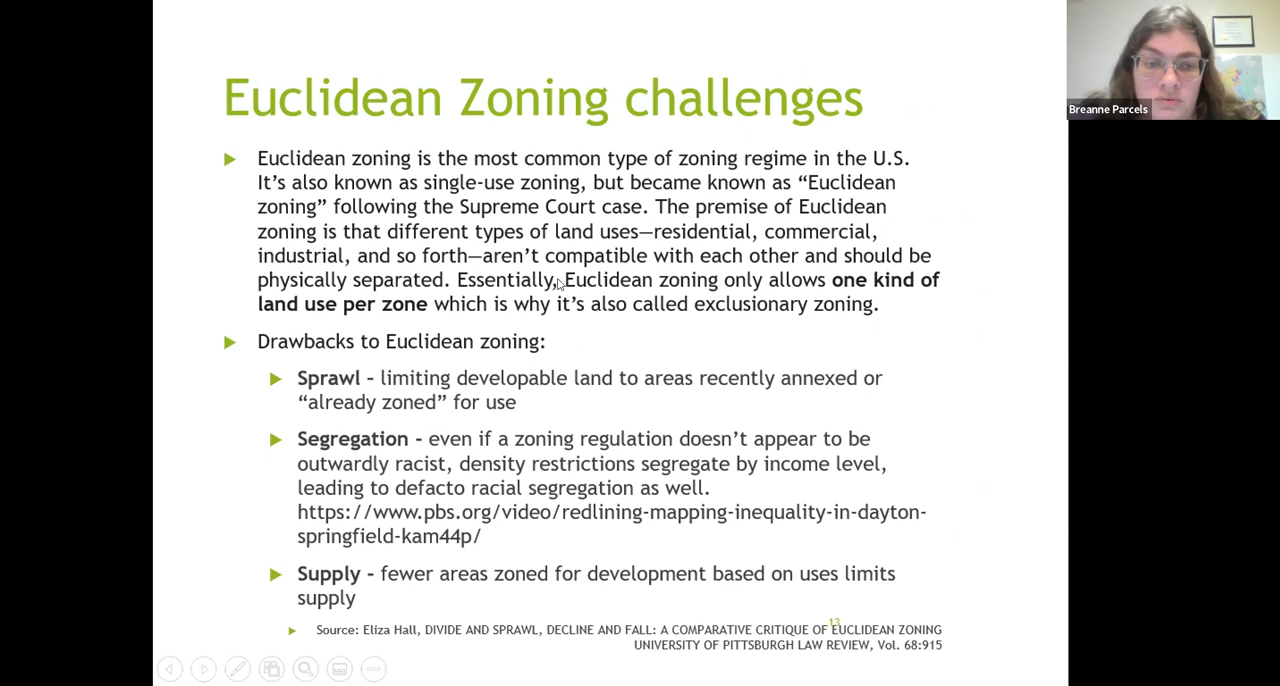 Euclidean Zoning challenges
Euclidean zoning is the most common type of zoning regime in the U.S.
It’s also known as single-use zoning, but became known as “Euclidean
zoning” following the Supreme Court case. The premise of Euclidean
zoning is that different types of land uses—residential, commercial,
industrial, and so forth—aren’t compatible with each other and should be
physically separated. Essentially, Euclidean zoning only allows one kind of
land use per zone which is why it’s also called exclusionary zoning.
Drawbacks to Euclidean zoning:
Sprawl – limiting developable land to areas recently annexed or
“already zoned” for use
Segregation - even if a zoning regulation doesn’t appear to be
outwardly racist, density restrictions segregate by income level,
leading to defacto racial segregation as well.
https://www.pbs.org/video/redlining-mapping-inequality-in-dayton-
springfield-kam44p/
Supply – fewer areas zoned for development based on uses limits
supply
13
Source: Eliza Hall, DIVIDE AND SPRAWL, DECLINE AND FALL: A COMPARATIVE CRITIQUE OF EUCLIDEAN ZONING
UNIVERSITY OF PITTSBURGH LAW REVIEW, Vol. 68:915
Breanne Parcels